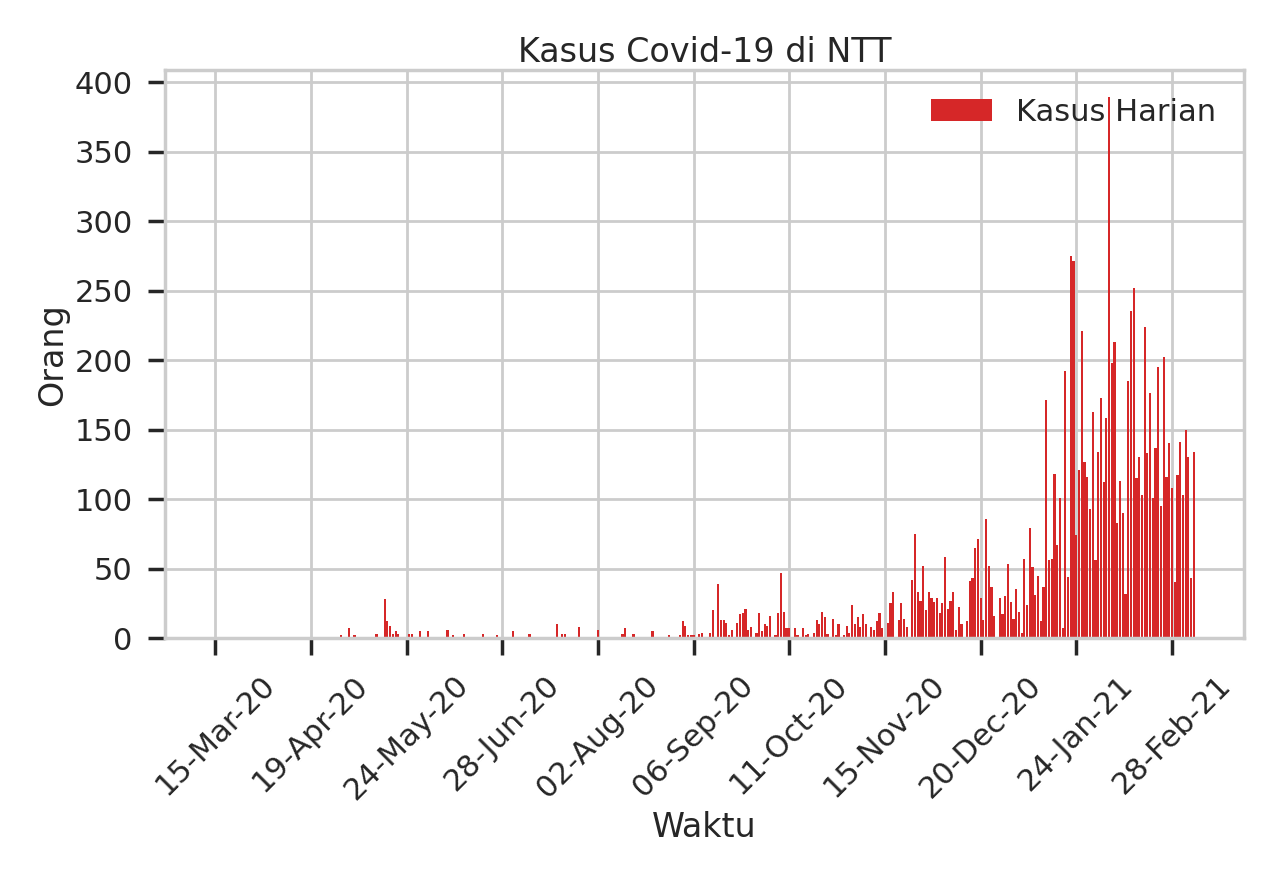 Kasus Covid-19 di NTT
Kasus Harian
400
350
300
250
200
150
100
50
0
Orang
15-Mar-20
19-Apr-20
24-May-20
28-Jun-20
02-Aug-20
06-Sep-20
11-Oct-20
15-Nov-20
20-Dec-20
24-Jan-21
28-Feb-21
Waktu